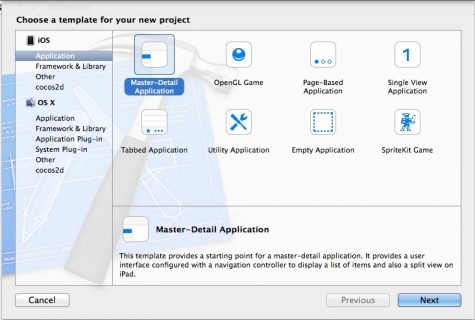 Choose a template for your new project
iOS
Application
Framework & Library
Other
cocos2d
OS X
Application
Framework & Library
Application Plug-in
System Plug-in
Other
cocos2d
Master-Detail
Application
OpenGL Game
Page-Based
Application
1
Single View
Application
Tabbed Application
Utility Application
Empty Application
SpriteKit Game
Master-Detail Application
This template provides a starting point for a master-detail application. It provides a user
interface configured with a navigation controller to display a list of items and also a split view on
iPad.
Cancel
Previous
Next